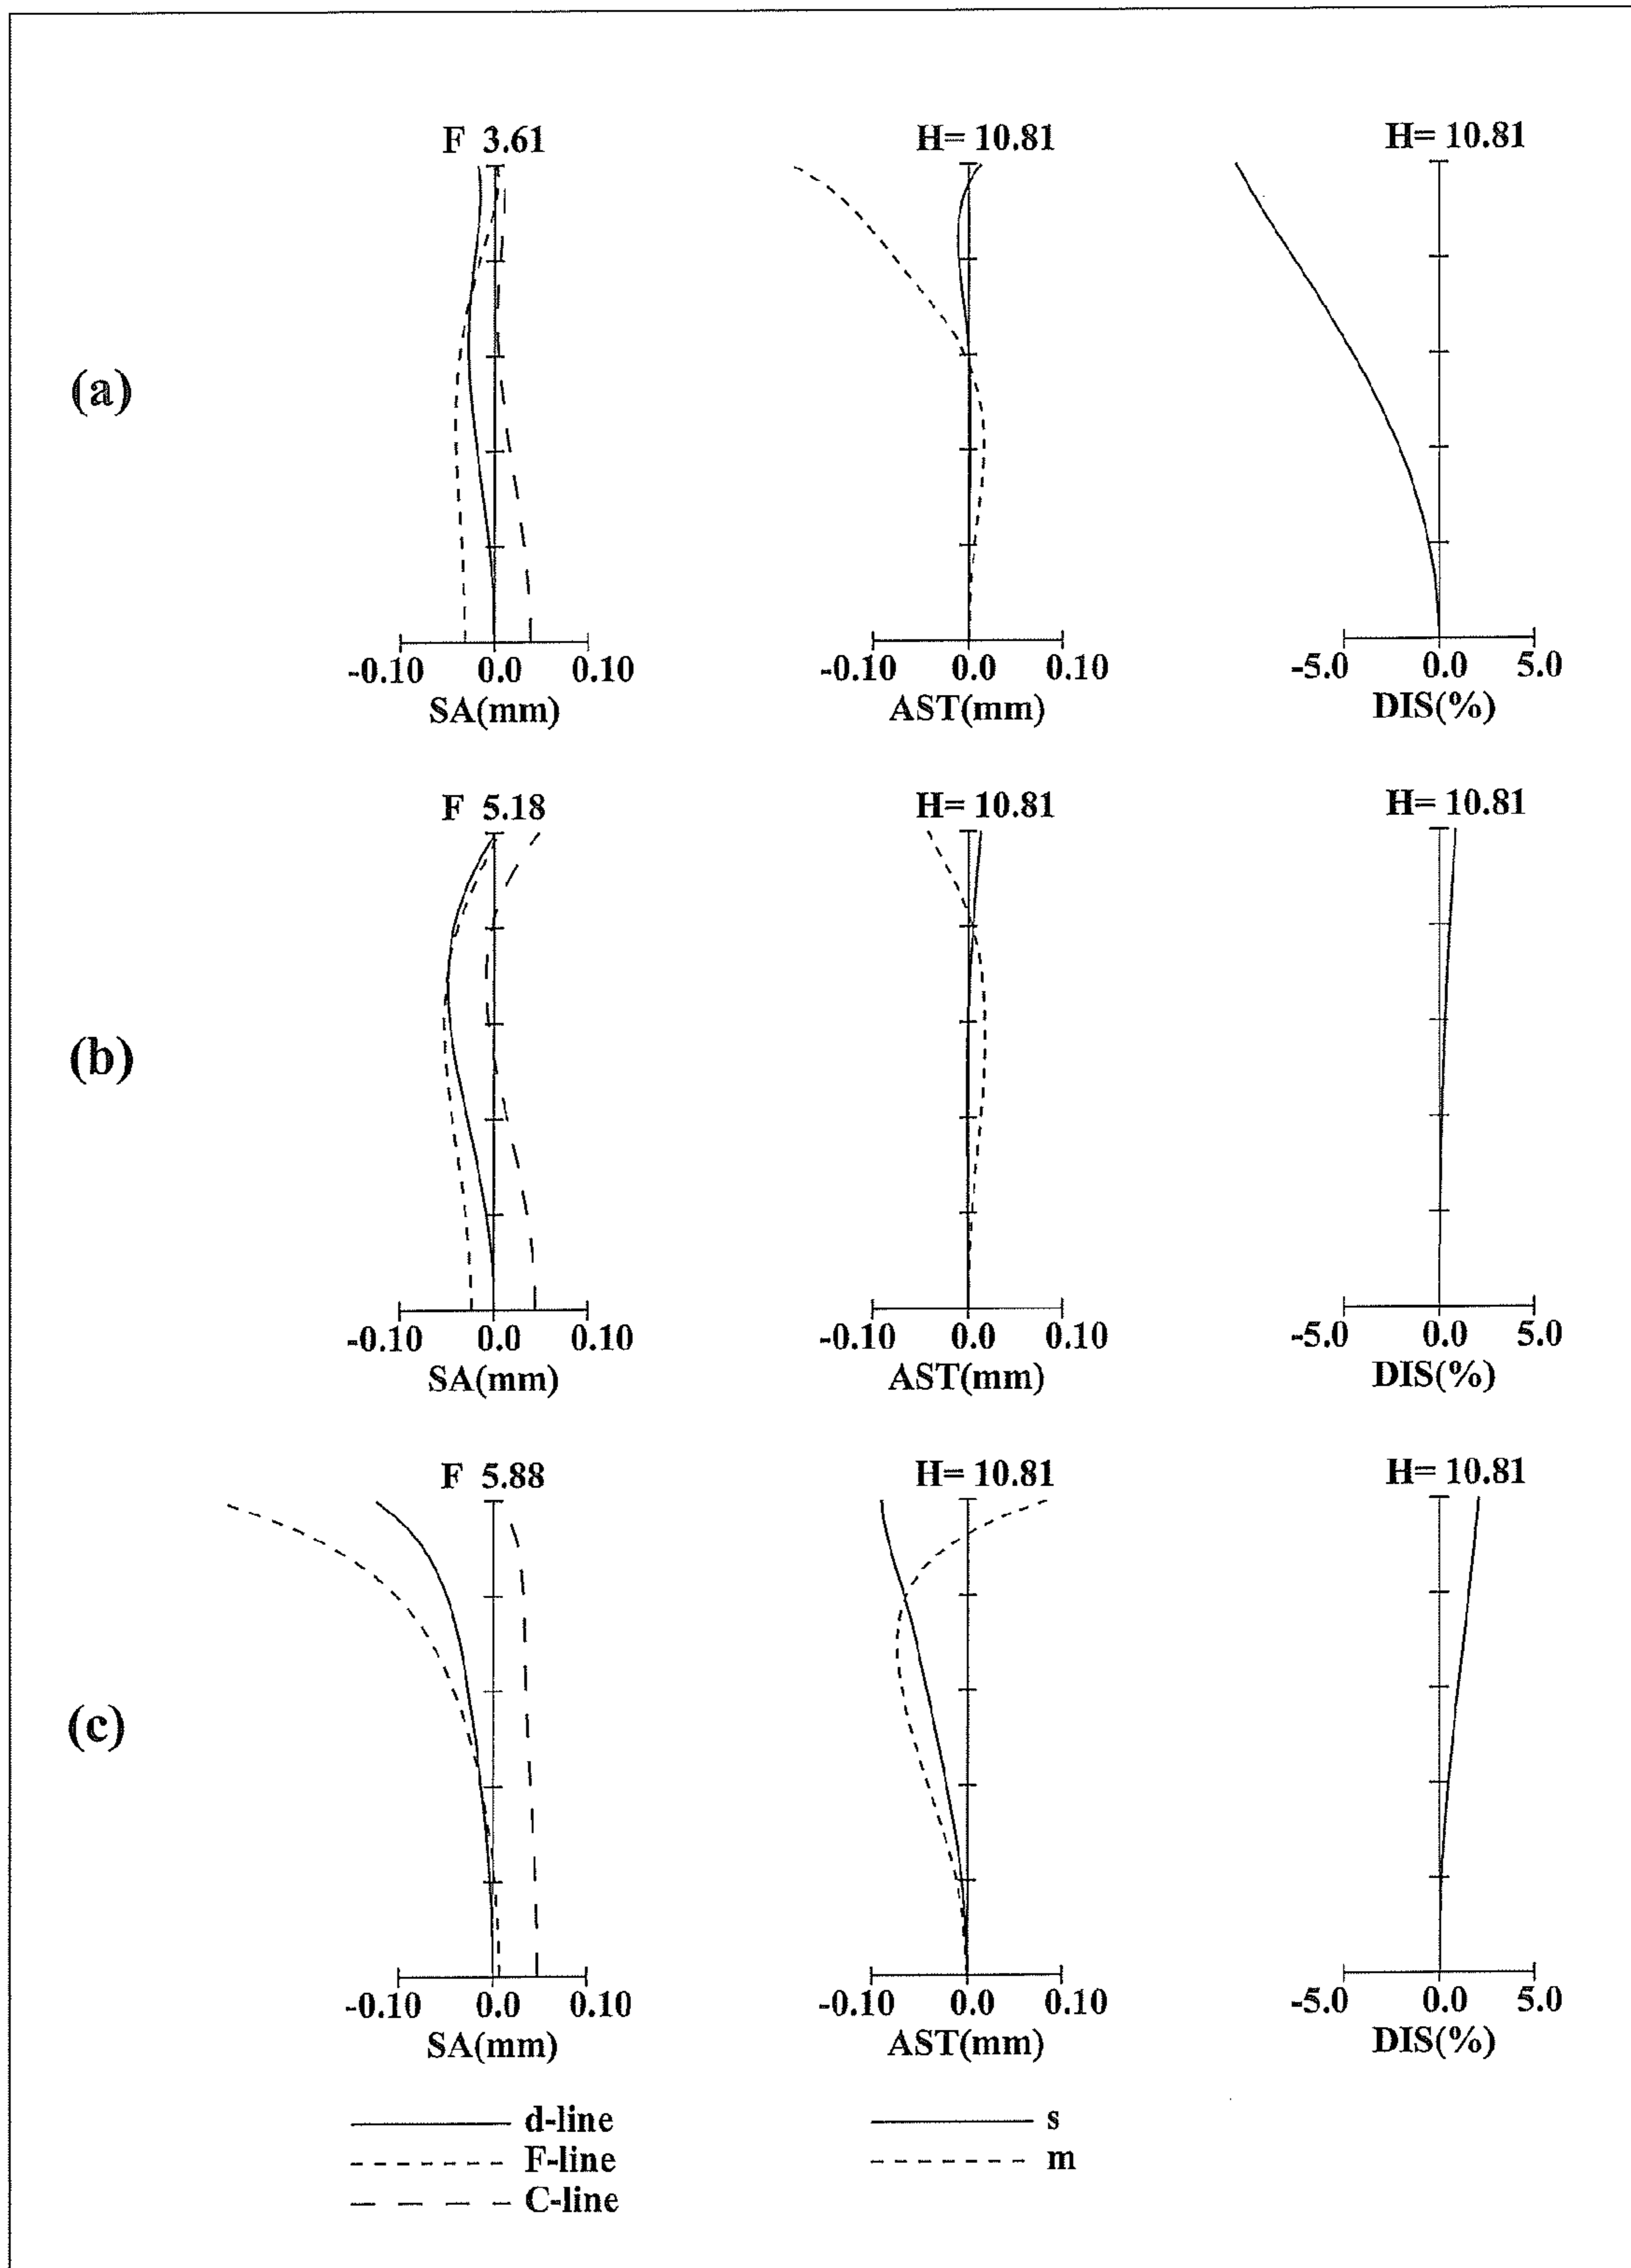 F 3.61 H= 10.81 H= 10.81
(a)
-0.10 0.0 0.10 -0.10 0.0 0.10 -5.0 0.0 5.0
SA(mm) AST(mm) DIS(%)
F 5.18 H= 10.81 H= 10.81
(b)
-0.10 0.0 0.10 -0.10 0.0 0.10 -5.0 0.0 5.0
SA(mm) AST(mm) DIS(%)
F 5.88 H= 10.81 H= 10.81
(c)
-0.10 0.0 0.10 -0.10 0.0 0.10 -5.0 0.0 5.0
SA(mm) AST(mm) DIS(%)
d-line s
F-line m
C-line